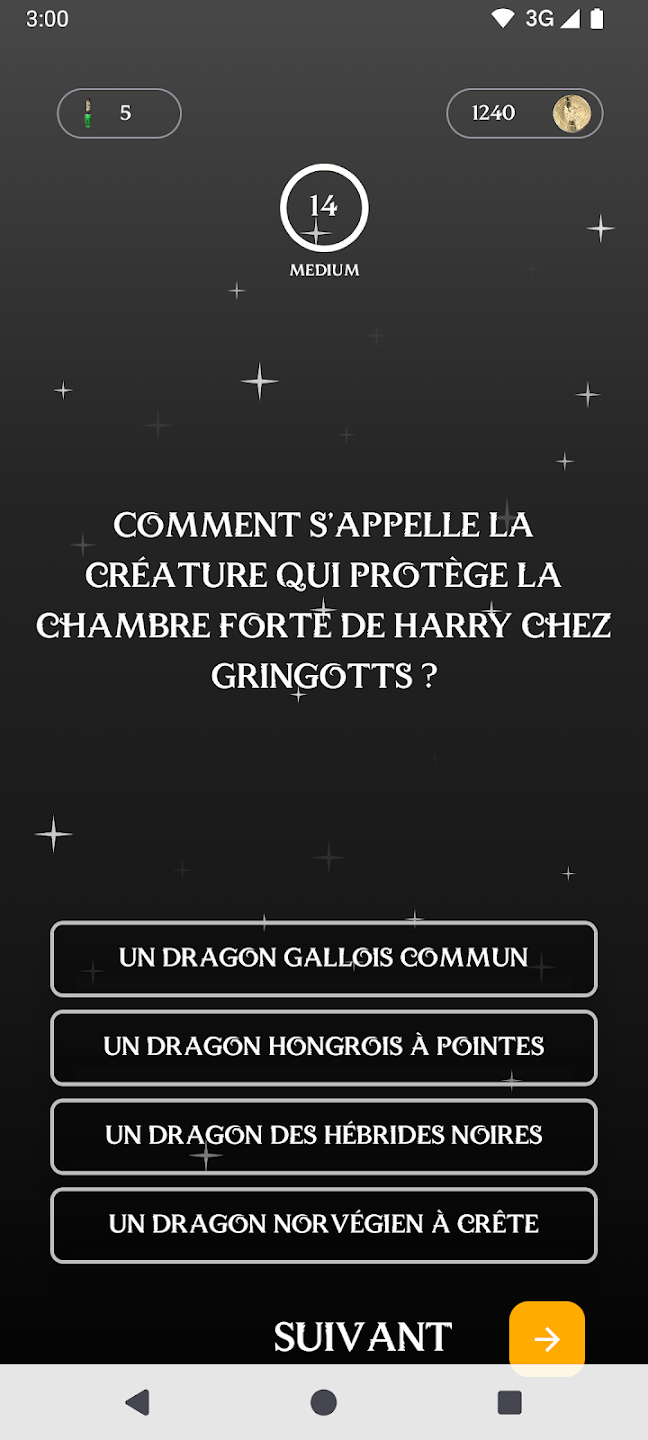 3:00
3G
5
1240
14
MEDIUM
COMMENT S'APPELLE LA
CRÉATURE QUI PROTÈGE LA
CHAMBRE FORTE DE HARRY CHEZ
GRINGOTTS ?
UN DRAGON GALLOIS COMMUN
UN DRAGON HONGROIS À POINTES
UN DRAGON DES HÉBRIDES NOIRES
UN DRAGON NORVÉGIEN À CRÊTE
SUIVANT